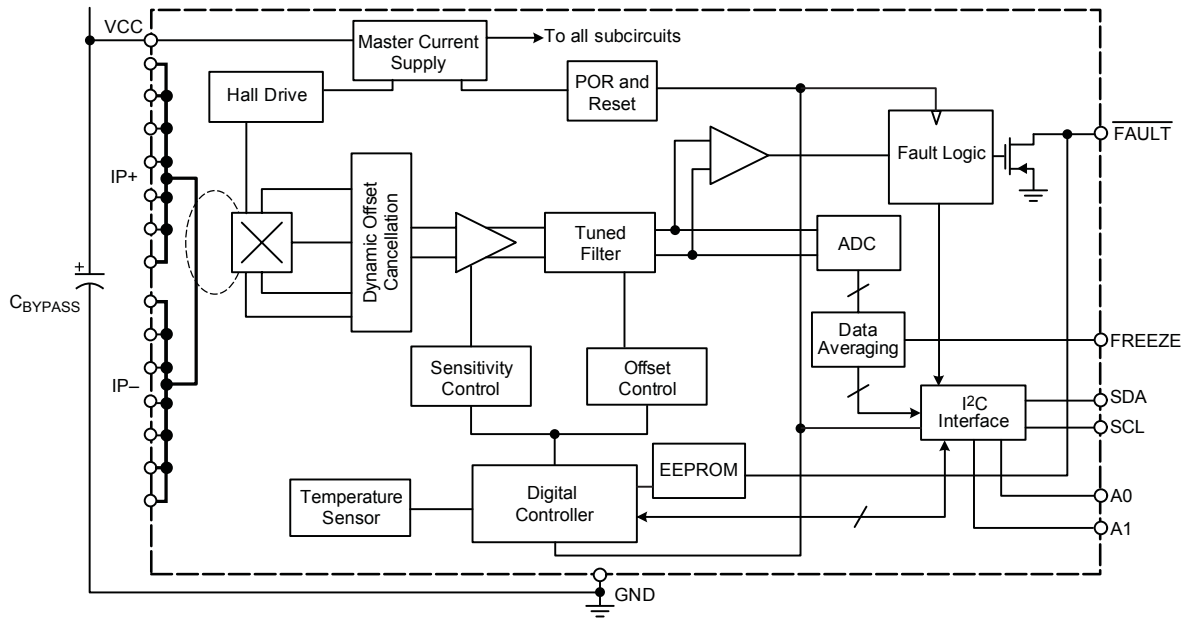 VCC
Master Current
Supply
To all subcircuits
Hall Drive
POR and
Reset
Fault Logic
FAULT
IP+
Dynamic Offset
Cancellation
Tuned
Filter
ADC
+
CBYPASS
Data
Averaging
FREEZE
Sensitivity
Control
Offset
Control
IP–
I2C
Interface
SDA
SCL
EEPROM
Temperature
Sensor
Digital
Controller
A0
A1
GND